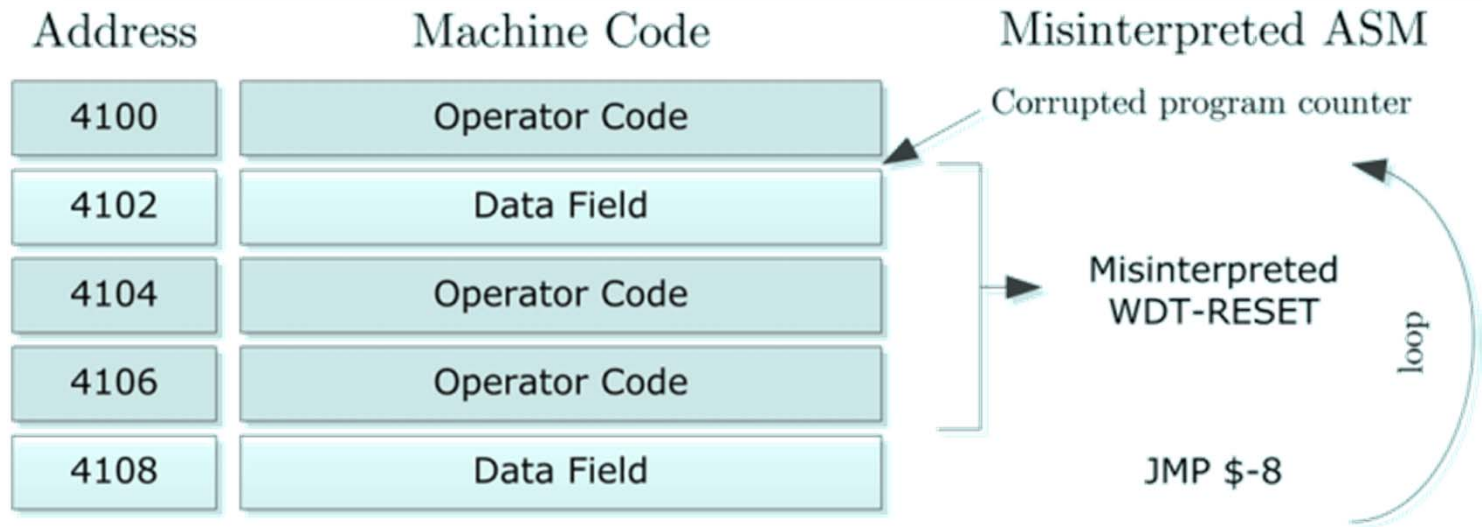 Address Machine Code Misinterpreted ASM
Corrupted program counter
4100 Operator Code
4102 Data Field
4104 Operator Code
Misinterpreted
WDT-RESET
loop
4106 Operator Code
4108 Data Field JMP $-8